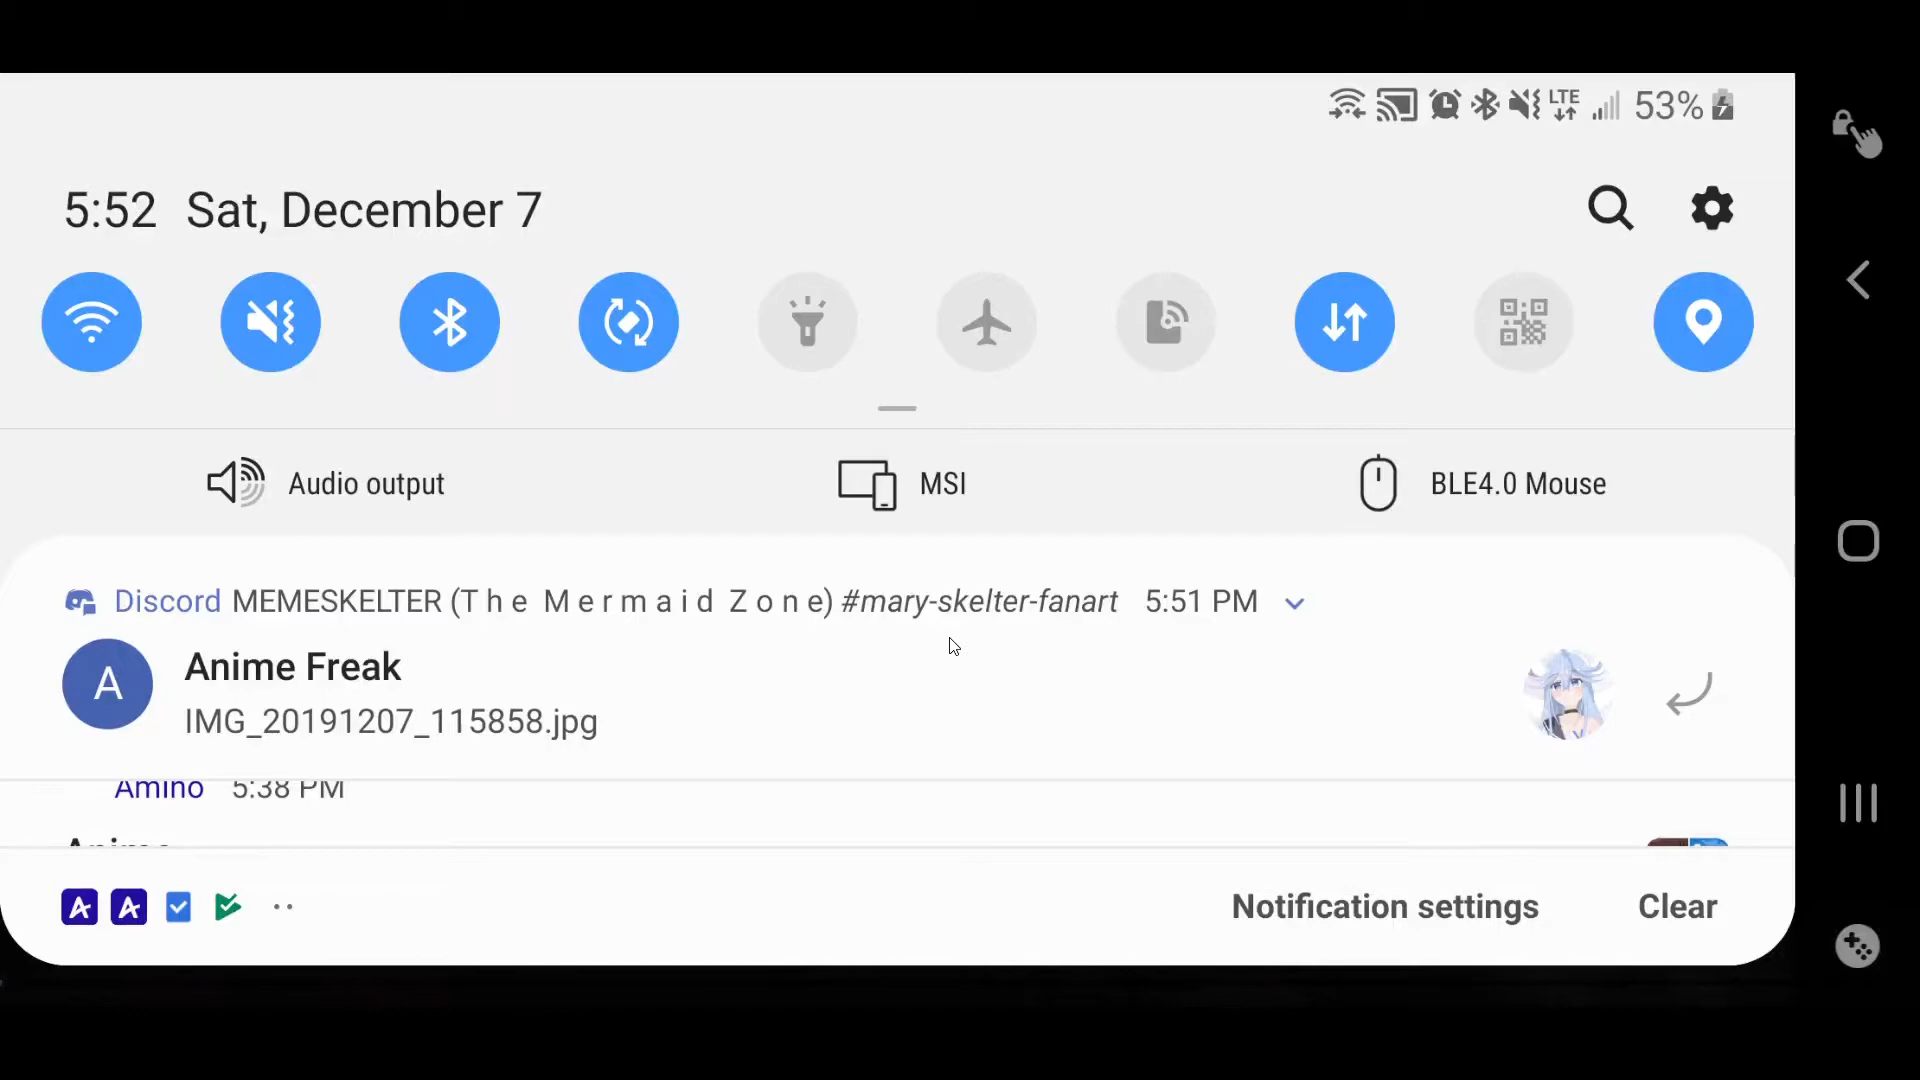 LTE 53%
5:52 Sat, December 7
Audio output MSI BLE4.0 Mouse
Discord MEMESKELTER (T h e M e r m a i d Z o n e) #mary-skelter-fanart 5:51 PM
A Anime Freak
IMG_20191207_115858.jpg
Amino 5:38 PM
Notification settings Clear